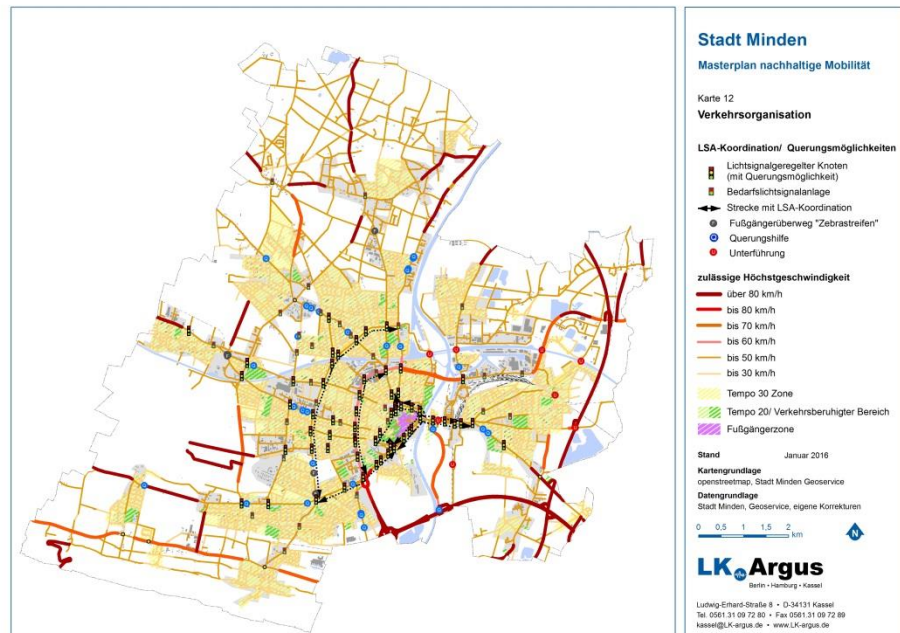 Stadt Minden
Masterplan nachhaltige Mobilität
Karte 12
Verkehrsorganisation
LSA-Koordination/ Querungsmöglichkeiten
Lichtsignalgeregelter Knoten
(mit Querungsmöglichkeit)
Bedarfslichtsignalanlage
Strecke mit LSA-Koordination
Fußgängerüberweg "Zebrastreifen"
Querungshilfe
Unterführung
zulässige Höchstgeschwindigkeit
über 80 km/h
bis 80 km/h
bis 70 km/h
bis 60 km/h
bis 50 km/h
bis 30 km/h
Tempo 30 Zone
Tempo 20/ Verkehrsberuhigter Bereich
Fußgängerzone
Stand Januar 2016
Kartengrundlage
openstreetmap, Stadt Minden Geoservice
Datengrundlage
Stadt Minden, Geoservice, eigene Korrekturen
0 0,5 1 1,5 2
km
N
LK Argus
Berlin • Hamburg • Kassel
Ludwig-Erhard-Straße 8 • D-34131 Kassel
Tel. 0561.31 09 72 80 • Fax 0561.31 09 72 89
kassel@LK-argus.de • www.LK-argus.de